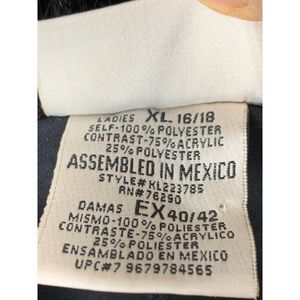 LADIES XL 16/18
SELF-100% POLYESTER
CONTRAST-75% ACRYLIC
25% POLYESTER
ASSEMBLED IN MEXICO
STYLE# KL223785
RN# 76290
DAMAS EX 40/42
MISMO-100% POLIESTER
CONTRASTE-75% ACRYLICO
25% POLIESTER
ENSAMBLADO EN MEXICO
UPC# 7 9679784565